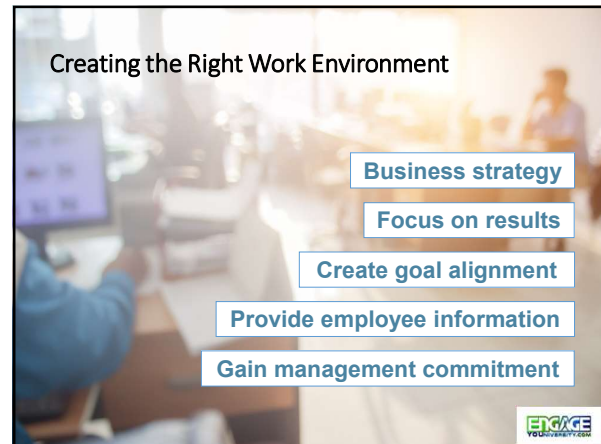 Creating the Right Work Environment
Business strategy
Focus on results
Create goal alignment
Provide employee information
Gain management commitment
ENGAGE
YOUNIVERSITY.COM